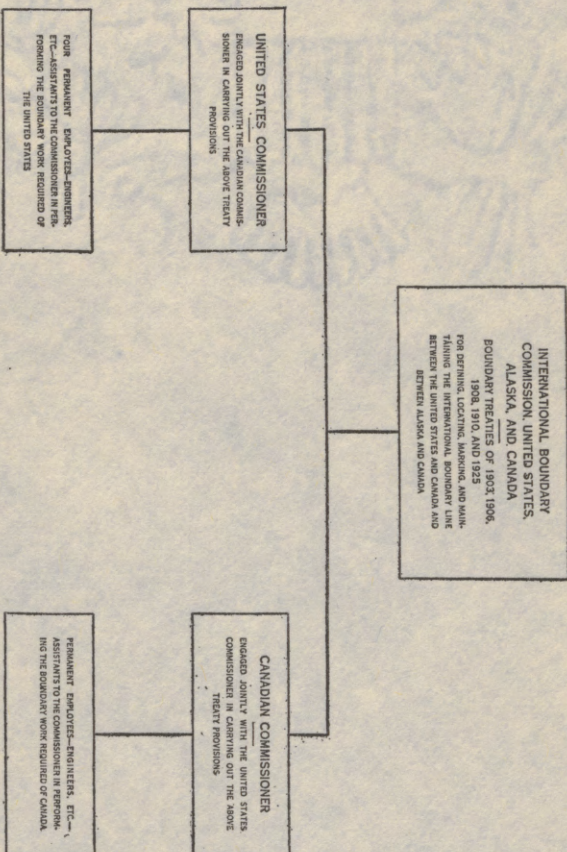 INTERNATIONAL BOUNDARY
COMMISSION, UNITED STATES,
ALASKA, AND CANADA
BOUNDARY TREATIES OF 1903, 1906,
1908, 1910, AND 1925
FOR DEFINING, LOCATING, MARKING, AND MAIN-
TAINING THE INTERNATIONAL BOUNDARY LINE
BETWEEN THE UNITED STATES AND CANADA AND
BETWEEN ALASKA AND CANADA
UNITED STATES COMMISSIONER
ENGAGED JOINTLY WITH THE CANADIAN COMMIS-
SIONER IN CARRYING OUT THE ABOVE TREATY
PROVISIONS
CANADIAN COMMISSIONER
ENGAGED JOINTLY WITH THE UNITED STATES
COMMISSIONER IN CARRYING OUT THE ABOVE
TREATY PROVISIONS
FOUR PERMANENT EMPLOYEES—ENGINEERS,
ETC.—ASSISTANTS TO THE COMMISSIONER IN PER-
FORMING THE BOUNDARY WORK REQUIRED OF
THE UNITED STATES
PERMANENT EMPLOYEES—ENGINEERS, ETC.—
ASSISTANTS TO THE COMMISSIONER IN PERFORM-
ING THE BOUNDARY WORK REQUIRED OF CANADA